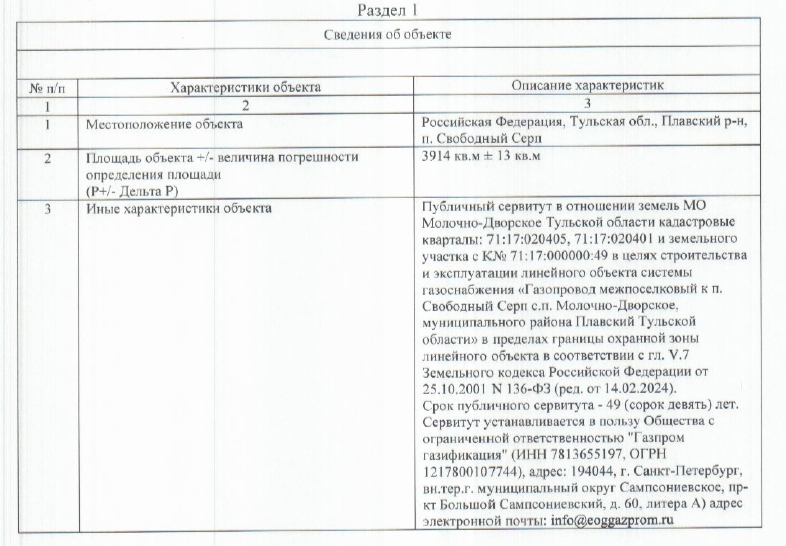 Раздел 1
Сведения об объекте
№ п/п Характеристики объекта Описание характеристик
1 2 3
1 Местоположение объекта Российская Федерация, Тульская обл., Плавский р-н,
п. Свободный Серп
2 Площадь объекта +/- величина погрешности 3914 кв.м ± 13 кв.м
определения площади
(Р+/- Дельта Р)
3 Иные характеристики объекта Публичный сервитут в отношении земель МО
Молочно-Дворское Тульской области кадастровые
кварталы: 71:17:020405, 71:17:020401 и земельного
участка с К№ 71:17:000000:49 в целях строительства
и эксплуатации линейного объекта системы
газоснабжения «Газопровод межпоселковый к п.
Свободный Серп с.п. Молочно-Дворское,
муниципального района Плавский Тульской
области» в пределах границы охранной зоны
линейного объекта в соответствии с гл. V.7
Земельного кодекса Российской Федерации от
25.10.2001 N 136-ФЗ (ред. от 14.02.2024).
Срок публичного сервитута - 49 (сорок девять) лет.
Сервитут устанавливается в пользу Общества с
ограниченной ответственностью "Газпром
газификация" (ИНН 7813655197, ОГРН
1217800107744), адрес: 194044, г. Санкт-Петербург,
вн.тер.г. муниципальный округ Сампсониевское, пр-
кт Большой Сампсониевский, д. 60, литера А) адрес
электронной почты: info@eoggazprom.ru